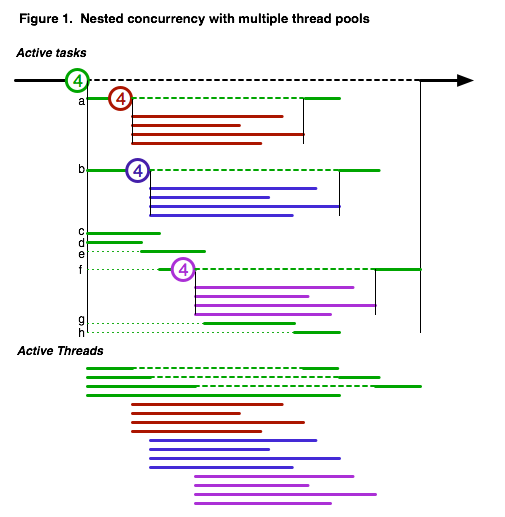 Figure 1.  Nested concurrency with multiple thread pools
Active tasks
4
a 4
b 4
c
d
e
f 4
g
h
Active Threads